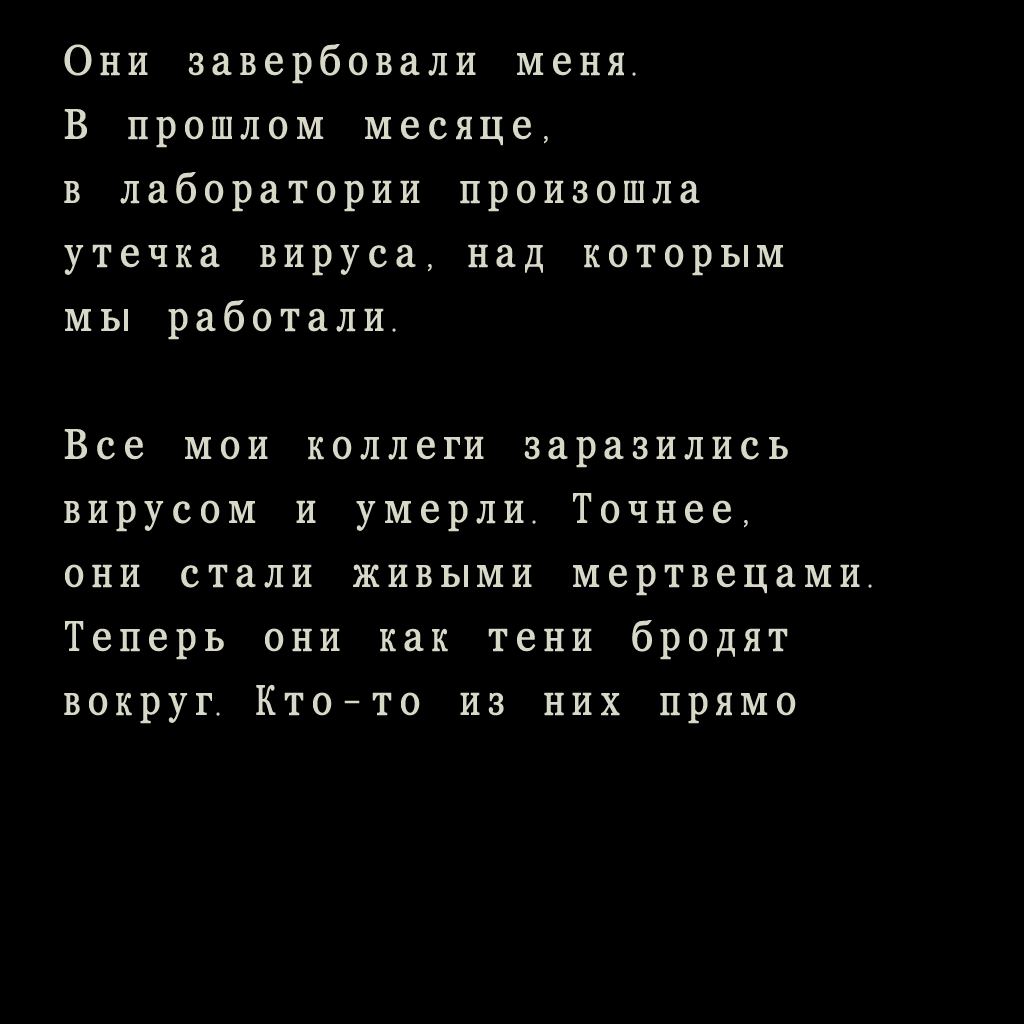 Они завербовали меня.
В прошлом месяце,
в лаборатории произошла
утечка вируса, над которым
мы работали.
Все мои коллеги заразились
вирусом и умерли. Точнее,
они стали живыми мертвецами.
Теперь они как тени бродят
вокруг. Кто-то из них прямо